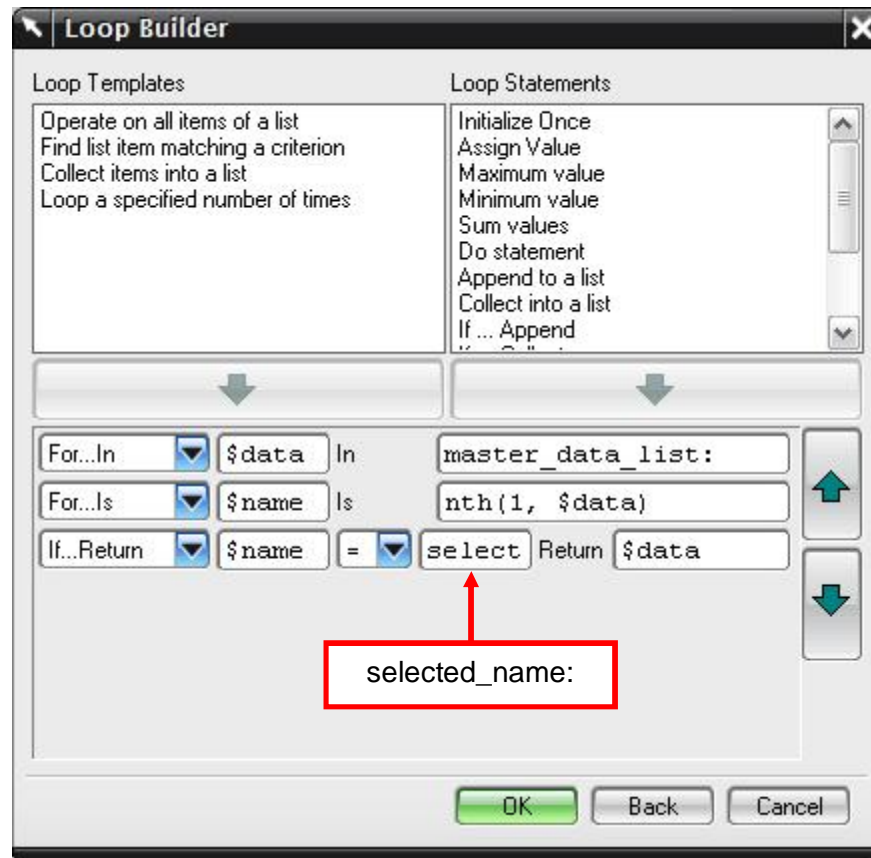 Loop Builder
Loop Templates
Loop Statements
Operate on all items of a list
Find list item matching a criterion
Collect items into a list
Loop a specified number of times
Initialize Once
Assign Value
Maximum value
Minimum value
Sum values
Do statement
Append to a list
Collect into a list
If ... Append
For...In $data In master_data_list:
For...Is $name Is nth(1, $data)
If...Return $name = select Return $data
selected_name:
OK Back Cancel